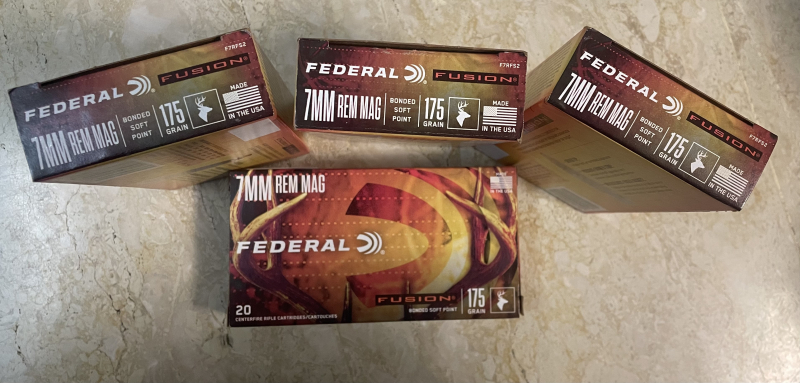 F7RFS2
FEDERAL FUSION
7MM REM MAG
BONDED
SOFT
POINT
175
GRAIN
MADE
IN THE USA
F7RFS2
FEDERAL FUSION®
7MM REM MAG
BONDED
SOFT
POINT
175
GRAIN
MADE
IN THE USA
FEDERAL FUSION®
F7RFS2
7MM REM MAG
BONDED
SOFT
POINT
175
GRAIN
MADE
IN THE USA
7MM REM MAG
FEDERAL
FUSION®
20
CENTERFIRE RIFLE CARTRIDGES/CARTOUCHES
BONDED SOFT POINT
175
GRAIN